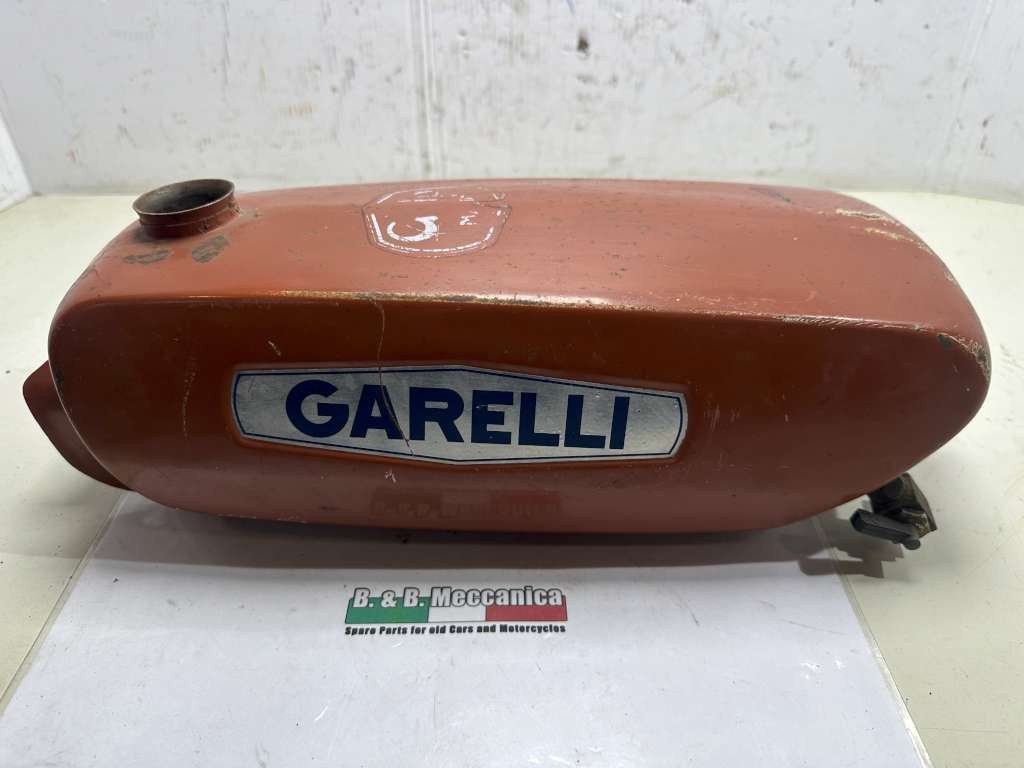 GARELLI
B. & B. Meccanica
Spare Parts for old Cars and Motorcycles